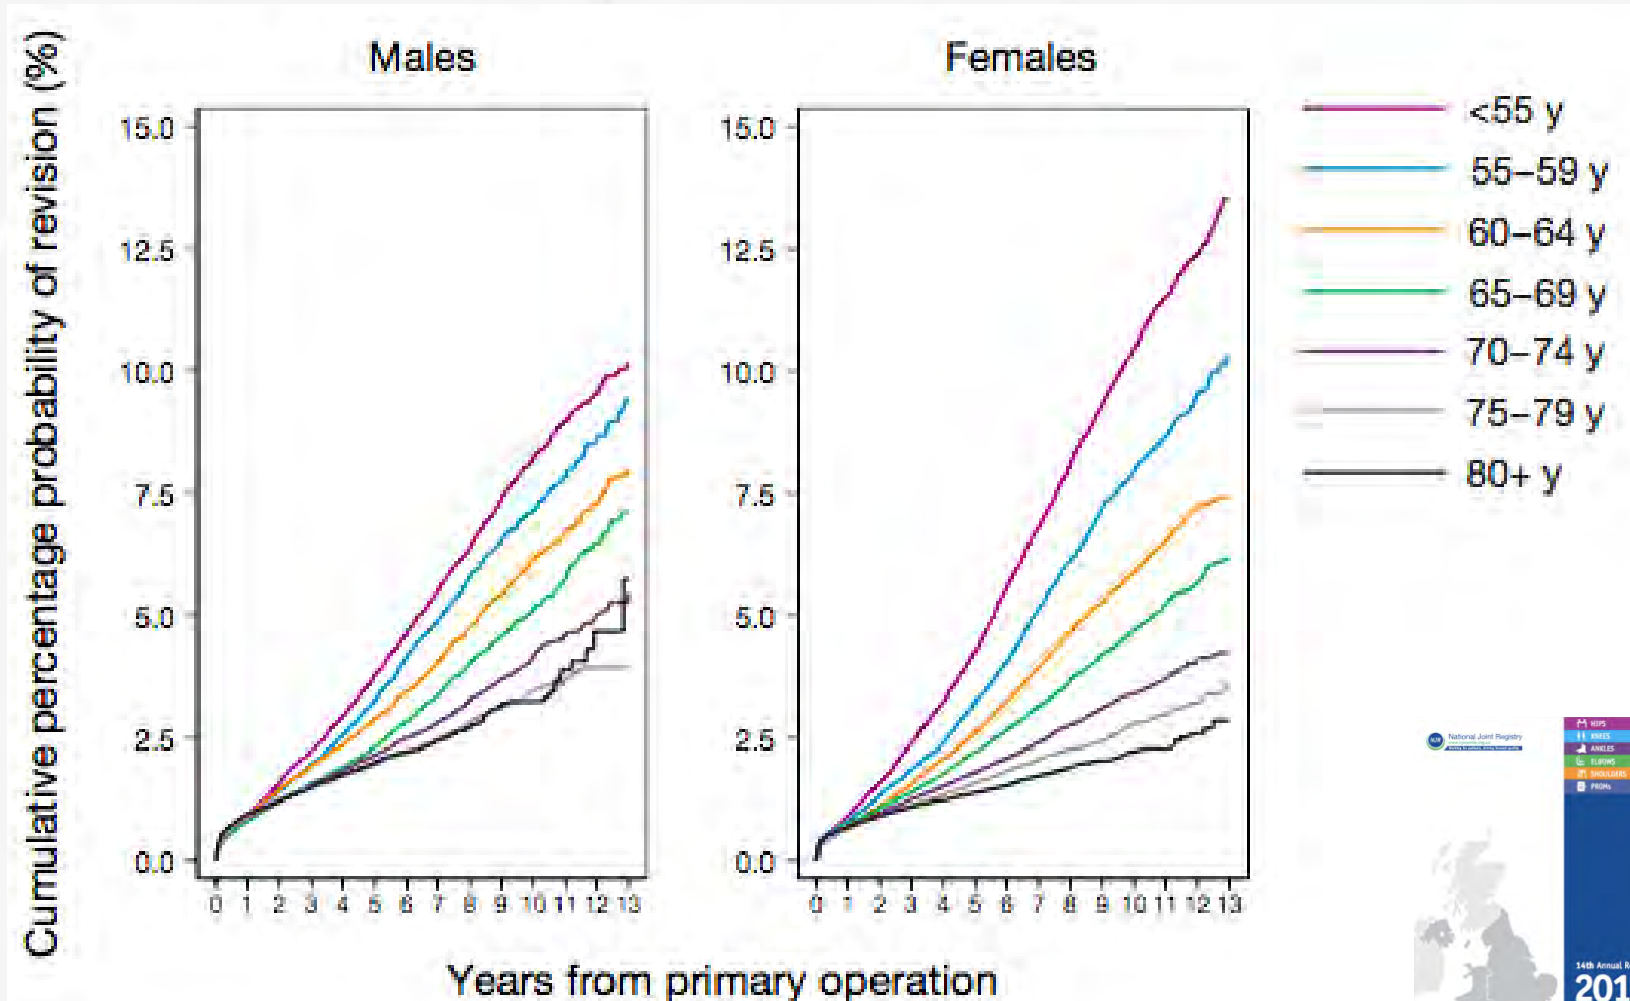 Cumulative percentage probability of revision (%)
Males
15.0
12.5
10.0
7.5
5.0
2.5
0.0
0 1 2 3 4 5 6 7 8 9 10 11 12 13
Females
15.0
12.5
10.0
7.5
5.0
2.5
0.0
0 1 2 3 4 5 6 7 8 9 10 11 12 13
Years from primary operation
<55 y
55–59 y
60–64 y
65–69 y
70–74 y
75–79 y
80+ y
National Joint Registry
HIPS
KNEES
ANKLES
ELBOWS
SHOULDERS
PROMs
14th Annual R
201